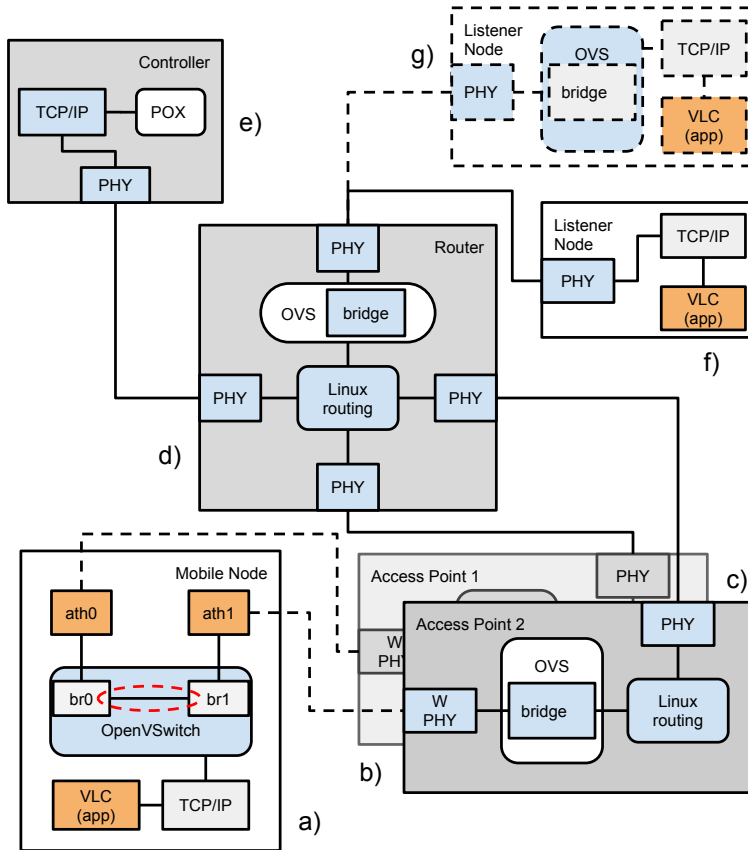 Controller
TCP/IP
POX
e)
PHY
g)
Listener
Node
OVS
TCP/IP
PHY
bridge
VLC
(app)
Listener
Node
TCP/IP
PHY
VLC
(app)
f)
PHY
Router
OVS
bridge
PHY
Linux
routing
PHY
d)
PHY
Mobile Node
ath0
ath1
br0
br1
OpenVSwitch
VLC
(app)
TCP/IP
a)
Access Point 1
PHY
c)
W
PHY
Access Point 2
PHY
OVS
W
PHY
bridge
Linux
routing
b)